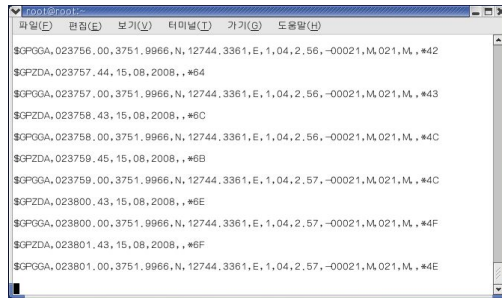 root@root:~
파일(F) 편집(E) 보기(V) 터미널(T) 가기(G) 도움말(H)
$GPGGA,023756.00,3751.9966,N,12744.3361,E,1,04,2.56,-00021,M,021,M,,*42
$GPZDA,023757.44,15,08,2008,,*64
$GPGGA,023757.00,3751.9966,N,12744.3361,E,1,04,2.56,-00021,M,021,M,,*43
$GPZDA,023758.43,15,08,2008,,*6C
$GPGGA,023758.00,3751.9966,N,12744.3361,E,1,04,2.56,-00021,M,021,M,,*4C
$GPZDA,023759.45,15,08,2008,,*6B
$GPGGA,023759.00,3751.9966,N,12744.3361,E,1,04,2.57,-00021,M,021,M,,*4C
$GPZDA,023800.43,15,08,2008,,*6E
$GPGGA,023800.00,3751.9966,N,12744.3361,E,1,04,2.57,-00021,M,021,M,,*4F
$GPZDA,023801.43,15,08,2008,,*6F
$GPGGA,023801.00,3751.9966,N,12744.3361,E,1,04,2.57,-00021,M,021,M,,*4E